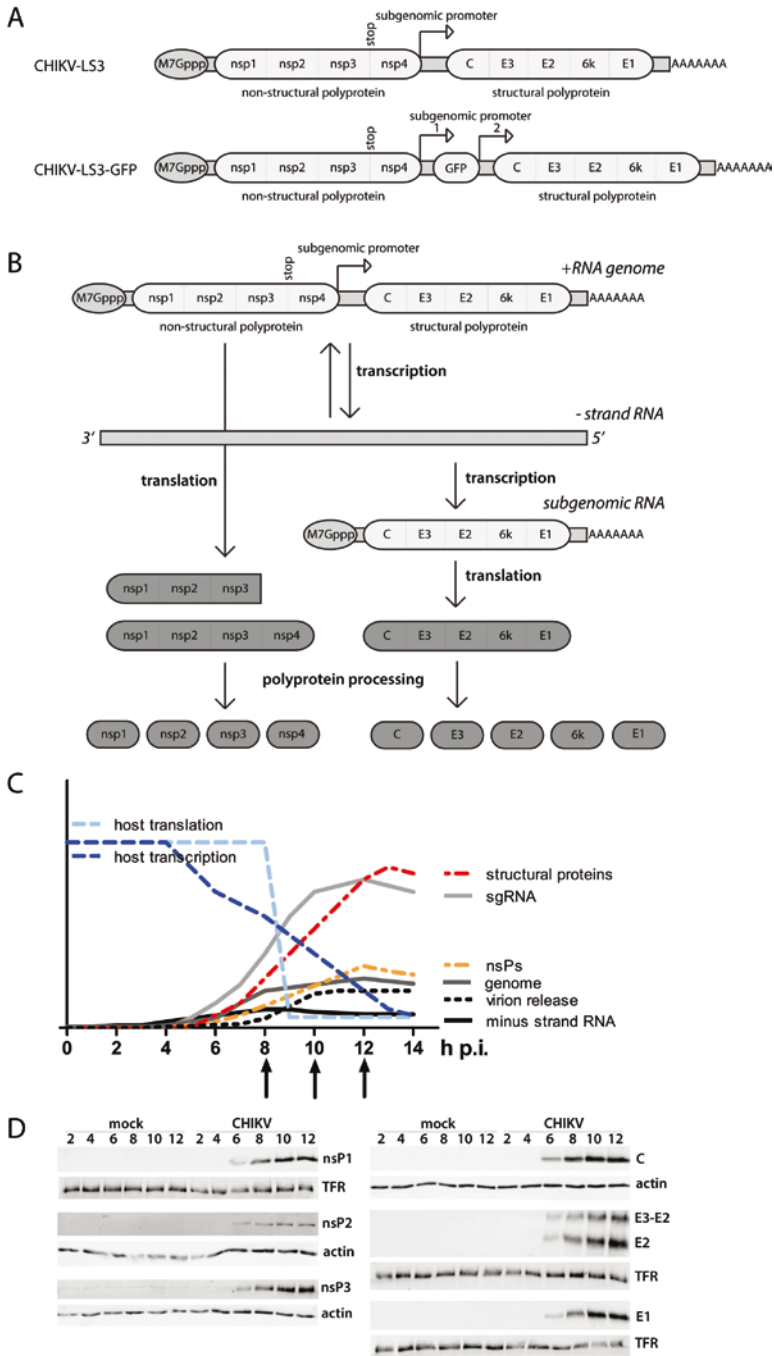 A
subgenomic promoter
stop
CHIKV-LS3
M7Gppp nsp1 nsp2 nsp3 nsp4 C E3 E2 6k E1 AAAAAAA
non-structural polyprotein structural polyprotein
subgenomic promoter
stop
1 2
CHIKV-LS3-GFP
M7Gppp nsp1 nsp2 nsp3 nsp4 GFP C E3 E2 6k E1 AAAAAAA
non-structural polyprotein structural polyprotein
B
subgenomic promoter
stop
+RNA genome
M7Gppp nsp1 nsp2 nsp3 nsp4 C E3 E2 6k E1 AAAAAAA
non-structural polyprotein structural polyprotein
transcription
- strand RNA
3' 5'
translation transcription
subgenomic RNA
M7Gppp C E3 E2 6k E1 AAAAAAA
translation
nsp1 nsp2 nsp3
nsp1 nsp2 nsp3 nsp4 C E3 E2 6k E1
polyprotein processing
nsp1 nsp2 nsp3 nsp4 C E3 E2 6k E1
C
host translation
host transcription
structural proteins
sgRNA
nsPs
genome
virion release
minus strand RNA
0 2 4 6 8 10 12 14 h p.i.
D
mock CHIKV
2 4 6 8 10 12 2 4 6 8 10 12
nsP1
TFR
nsP2
actin
nsP3
actin
mock CHIKV
2 4 6 8 10 12 2 4 6 8 10 12
C
actin
E3-E2
E2
TFR
E1
TFR